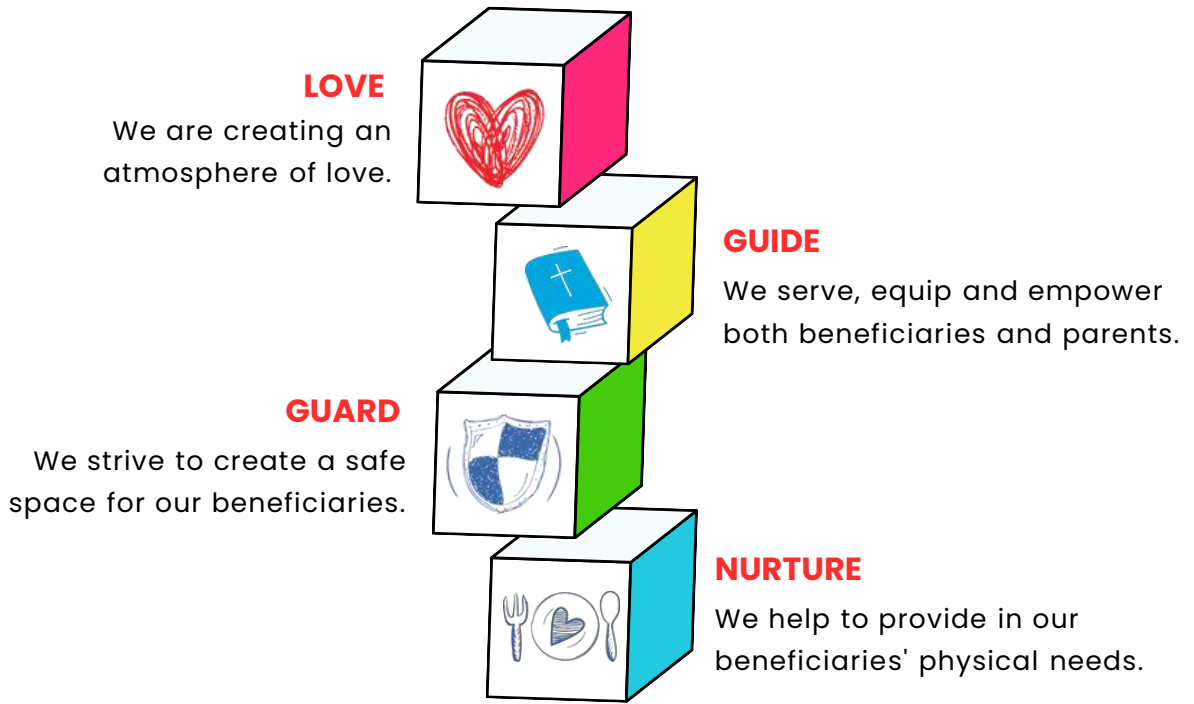 LOVE
We are creating an
atmosphere of love.
GUIDE
We serve, equip and empower
both beneficiaries and parents.
GUARD
We strive to create a safe
space for our beneficiaries.
NURTURE
We help to provide in our
beneficiaries' physical needs.